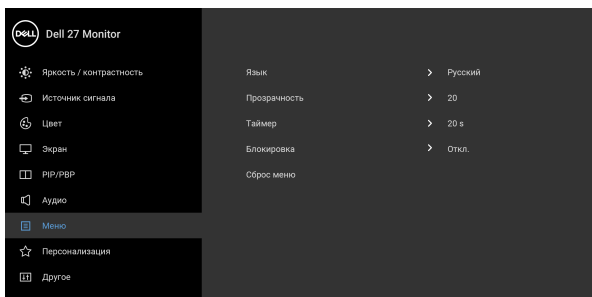 DELL Dell 27 Monitor
Яркость / контрастность
Источник сигнала
Цвет
Экран
PIP/PBP
Аудио
Меню
Персонализация
Другое
Язык > Русский
Прозрачность > 20
Таймер > 20 s
Блокировка > Откл.
Сброс меню